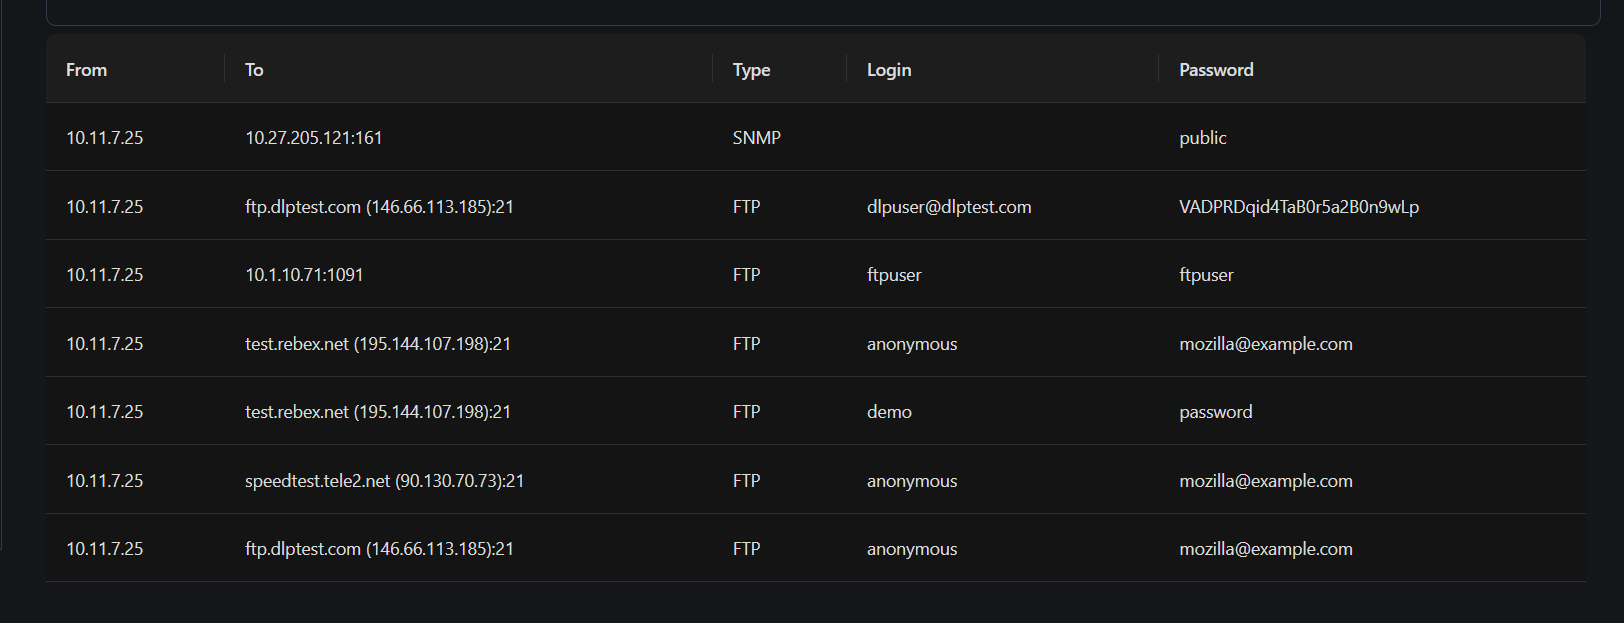 From To Type Login Password
10.11.7.25 10.27.205.121:161 SNMP public
10.11.7.25 ftp.dlptest.com (146.66.113.185):21 FTP dlpuser@dlptest.com VADPRDqid4TaB0r5a2B0n9wLp
10.11.7.25 10.1.10.71:1091 FTP ftpuser ftpuser
10.11.7.25 test.rebex.net (195.144.107.198):21 FTP anonymous mozilla@example.com
10.11.7.25 test.rebex.net (195.144.107.198):21 FTP demo password
10.11.7.25 speedtest.tele2.net (90.130.70.73):21 FTP anonymous mozilla@example.com
10.11.7.25 ftp.dlptest.com (146.66.113.185):21 FTP anonymous mozilla@example.com